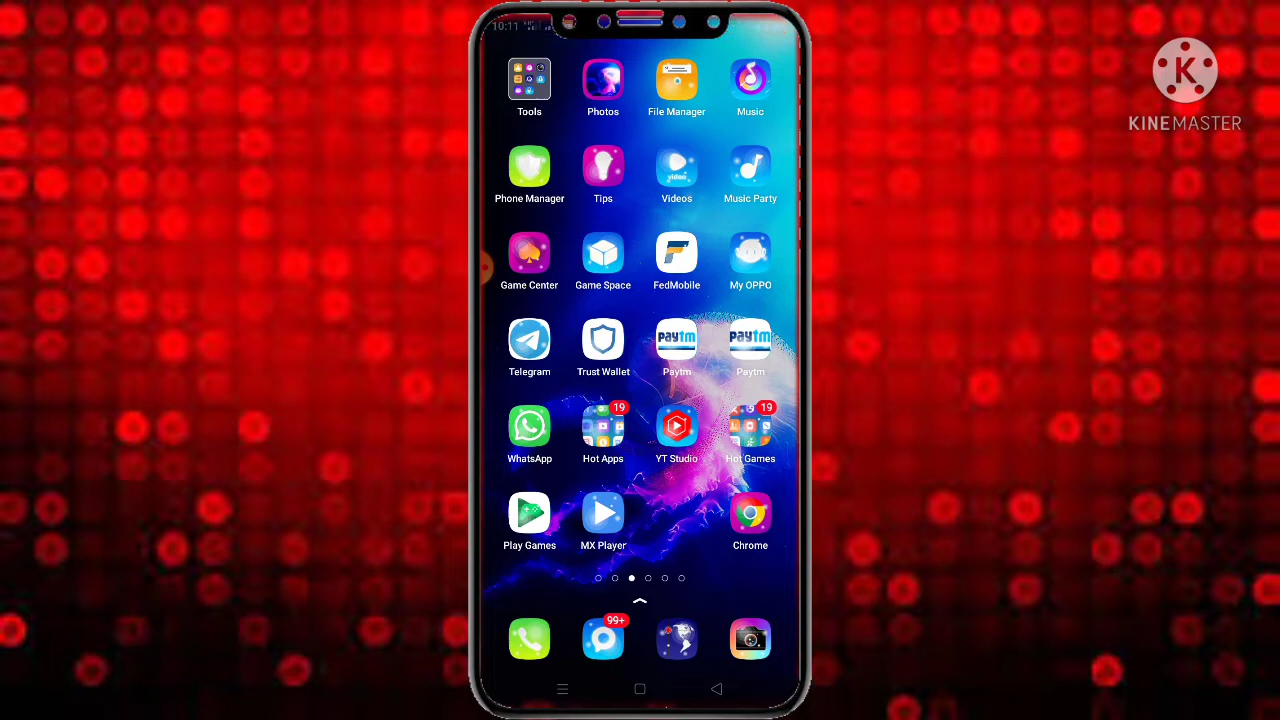 10:11
KINEMASTER
Tools Photos File Manager Music
Phone Manager Tips Videos Music Party
Game Center Game Space FedMobile My OPPO
paytm paytm
Telegram Trust Wallet Paytm Paytm
19 19
WhatsApp Hot Apps YT Studio Hot Games
Play Games MX Player Chrome
99+